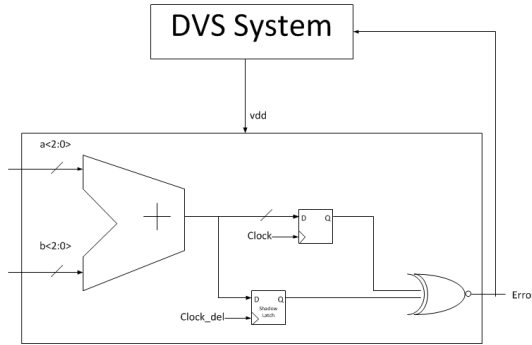 DVS System
vdd
a<2:0>
b<2:0>
D Q
Clock
D Q
Shadow
Latch
Clock_del
Erro